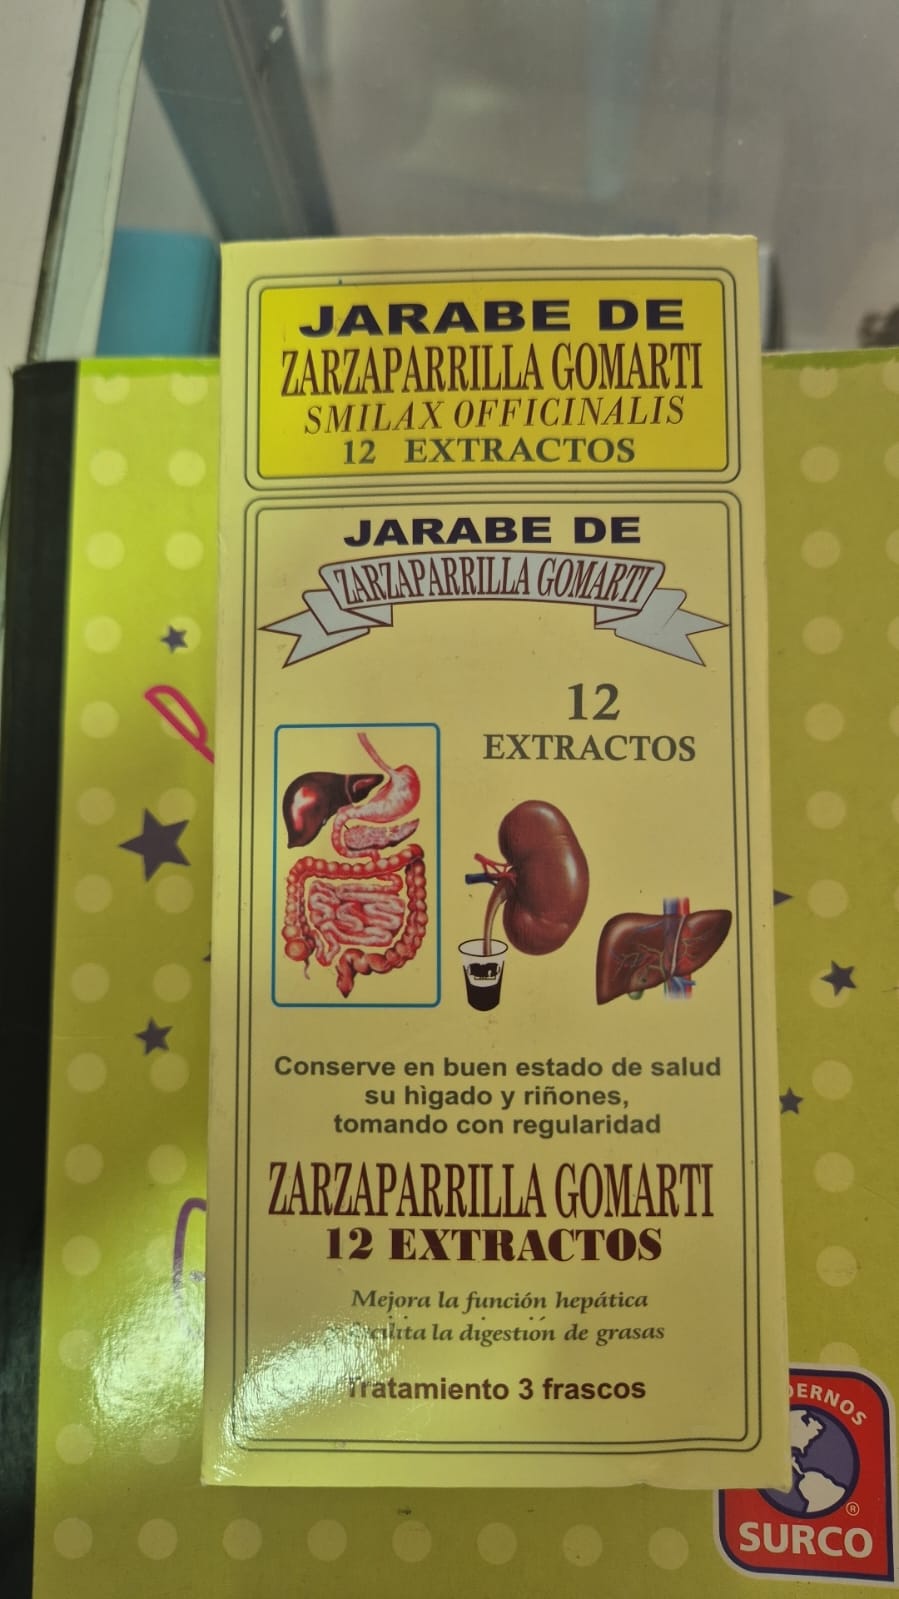 JARABE DE
ZARZAPARRILLA GOMARTI
SMILAX OFFICINALIS
12 EXTRACTOS
JARABE DE
ZARZAPARRILLA GOMARTI
12
EXTRACTOS
Conserve en buen estado de salud
su hìgado y riñones,
tomando con regularidad
ZARZAPARRILLA GOMARTI
12 EXTRACTOS
Mejora la función hepática
la digestión de grasas
Tratamiento 3 frascos
SURCO